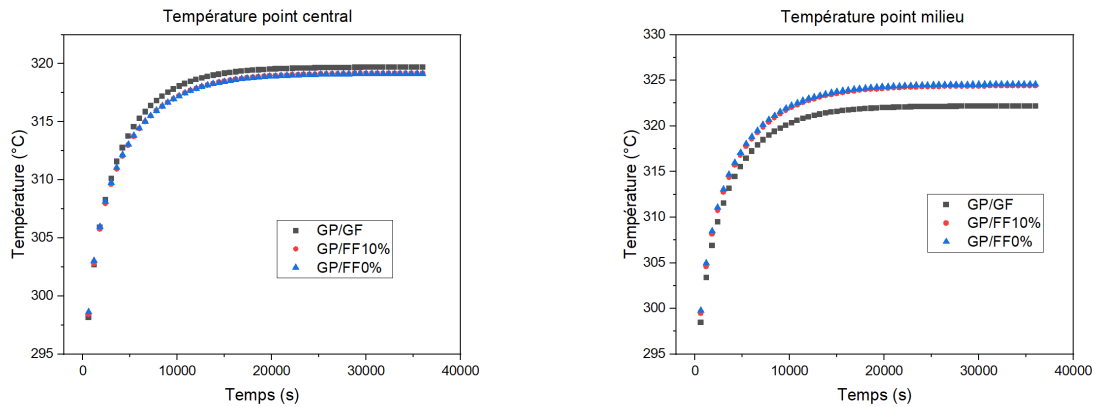 Température point central
Température (°C)
320
315
310
305
300
295
GP/GF
GP/FF10%
GP/FF0%
0
10000
20000
30000
40000
Temps (s)
Température point milieu
Température (°C)
330
325
320
315
310
305
300
295
GP/GF
GP/FF10%
GP/FF0%
0
10000
20000
30000
40000
Temps (s)